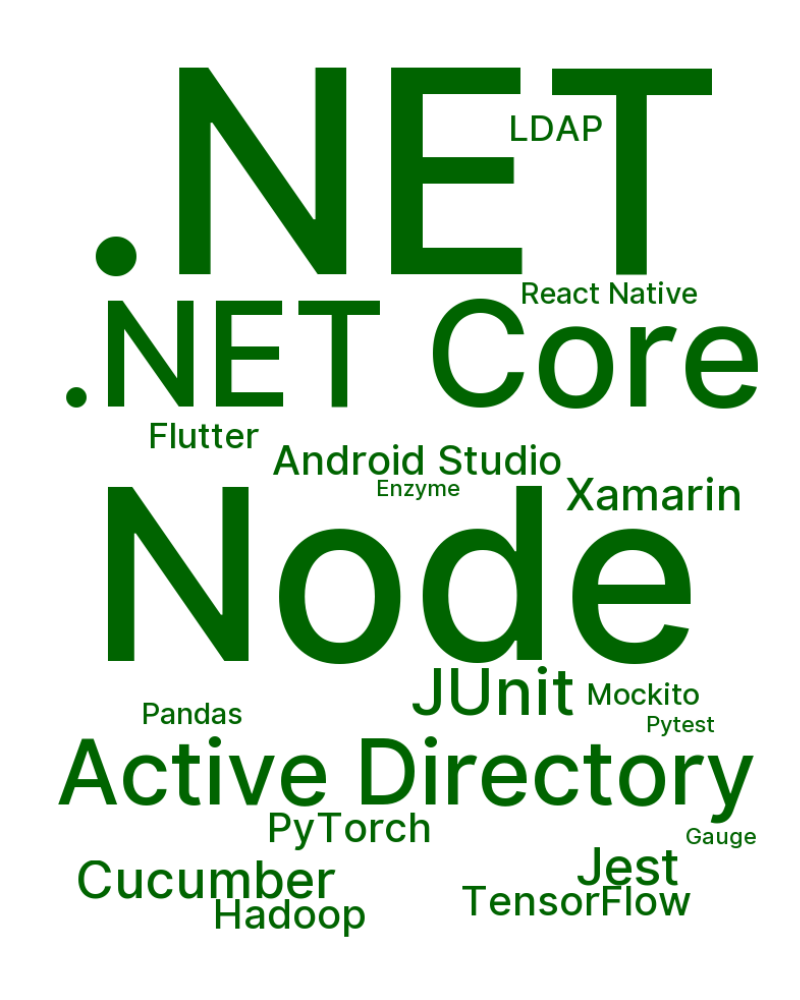 .NET
LDAP
React Native
.NET Core
Flutter
Android Studio
Enzyme
Xamarin
Node
JUnit
Mockito
Pandas
Pytest
Active Directory
PyTorch
Gauge
Jest
Cucumber
TensorFlow
Hadoop